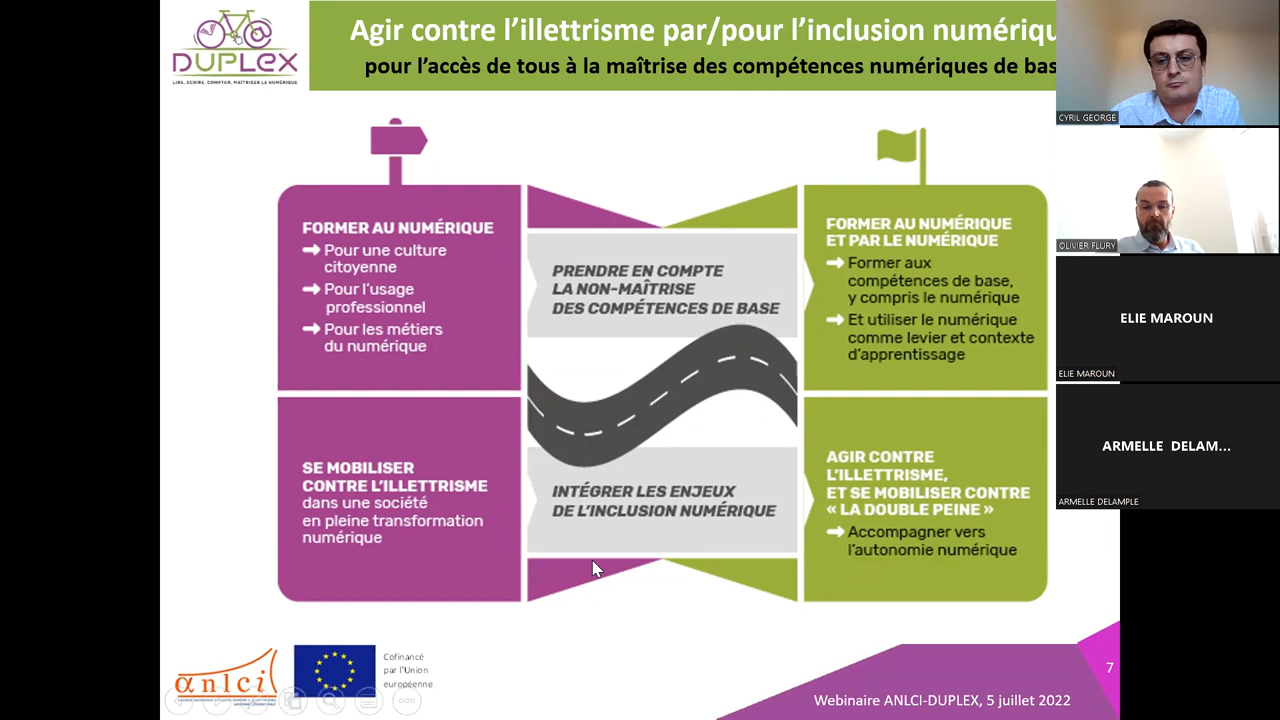 DUPLEX
LIRE, ÉCRIRE, COMPTER, MAÎTRISER LE NUMÉRIQUE
Agir contre l’illettrisme par/pour l’inclusion numériqu
pour l’accès de tous à la maîtrise des compétences numériques de bas
FORMER AU NUMÉRIQUE
Pour une culture
citoyenne
Pour l’usage
professionnel
Pour les métiers
du numérique
PRENDRE EN COMPTE
LA NON-MAÎTRISE
DES COMPÉTENCES DE BASE
FORMER AU NUMÉRIQUE
ET PAR LE NUMÉRIQUE
Former aux
compétences de base,
y compris le numérique
Et utiliser le numérique
comme levier et contexte
d’apprentissage
SE MOBILISER
CONTRE L’ILLETTRISME
dans une société
en pleine transformation
numérique
INTÉGRER LES ENJEUX
DE L’INCLUSION NUMÉRIQUE
AGIR CONTRE
L’ILLETTRISME,
ET SE MOBILISER CONTRE
« LA DOUBLE PEINE »
Accompagner vers
l’autonomie numérique
anlci
Cofinancé
par l’Union
européenne
Webinaire ANLCI-DUPLEX, 5 juillet 2022
7
CYRIL GEORGE
OLIVIER FLURY
ELIE MAROUN
ELIE MAROUN
ARMELLE DELAM...
ARMELLE DELAMPLE